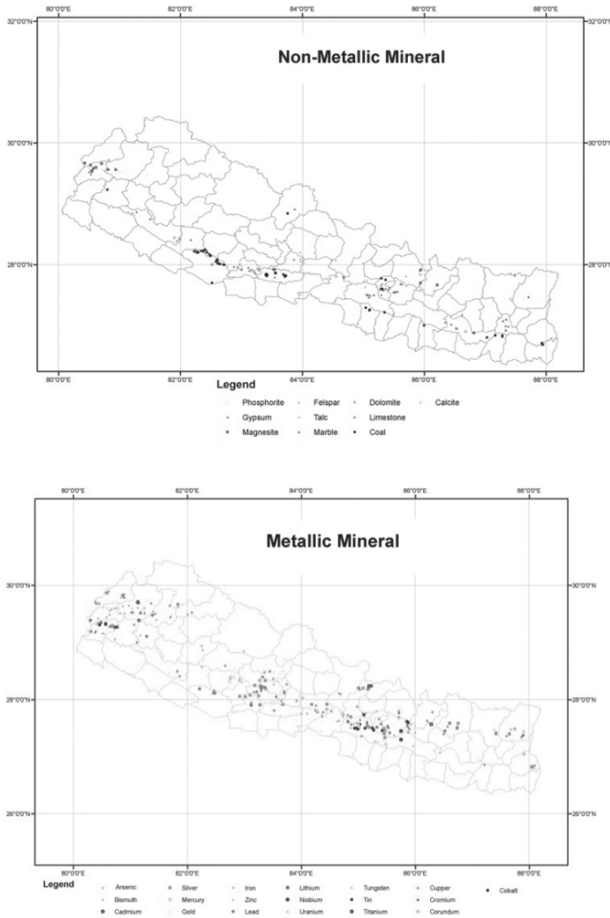 80°0'0"E 82°0'0"E 84°0'0"E 86°0'0"E 88°0'0"E
32°0'0"N 32°0'0"N
Non-Metallic Mineral
30°0'0"N 30°0'0"N
28°0'0"N 28°0'0"N
80°0'0"E 82°0'0"E 84°0'0"E 86°0'0"E 88°0'0"E
Legend
Phosphorite Felspar Dolomite Calcite
Gypsum Talc Limestone
Magnesite Marble Coal
80°0'0"E 82°0'0"E 84°0'0"E 86°0'0"E 88°0'0"E
Metallic Mineral
30°0'0"N 30°0'0"N
28°0'0"N 28°0'0"N
26°0'0"N 26°0'0"N
80°0'0"E 82°0'0"E 84°0'0"E 86°0'0"E 88°0'0"E
Legend
Arsenic Silver Iron Lithium Tungsten Cupper Cobalt
Bismuth Mercury Zinc Niobium Tin Cromium
Cadmium Gold Lead Uranium Titanium Corundum